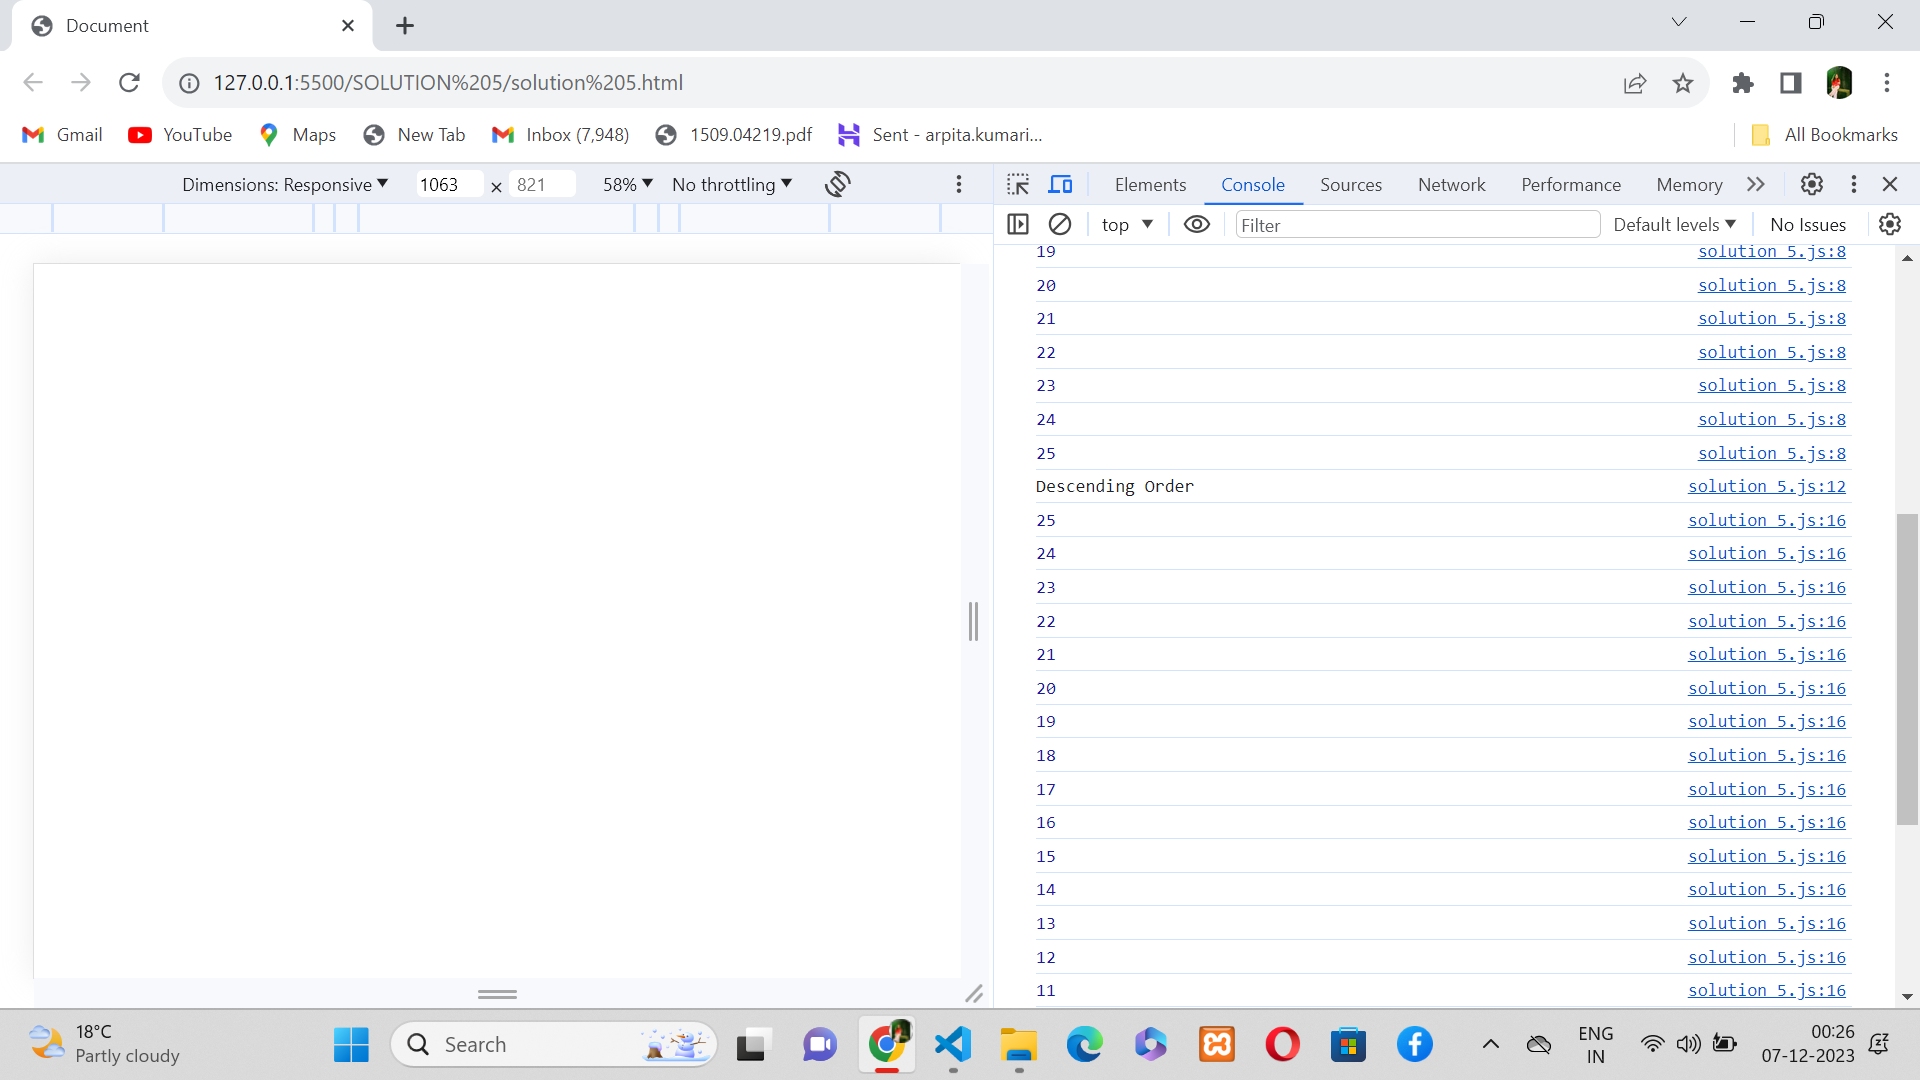 Document
127.0.0.1:5500/SOLUTION%205/solution%205.html
Gmail YouTube Maps New Tab Inbox (7,948) 1509.04219.pdf Sent - arpita.kumari... All Bookmarks
Dimensions: Responsive 1063 × 821 58% No throttling
Elements Console Sources Network Performance Memory
top Filter Default levels No Issues
19 solution 5.js:8
20 solution 5.js:8
21 solution 5.js:8
22 solution 5.js:8
23 solution 5.js:8
24 solution 5.js:8
25 solution 5.js:8
Descending Order solution 5.js:12
25 solution 5.js:16
24 solution 5.js:16
23 solution 5.js:16
22 solution 5.js:16
21 solution 5.js:16
20 solution 5.js:16
19 solution 5.js:16
18 solution 5.js:16
17 solution 5.js:16
16 solution 5.js:16
15 solution 5.js:16
14 solution 5.js:16
13 solution 5.js:16
12 solution 5.js:16
11 solution 5.js:16
18°C
Partly cloudy
Search
ENG
IN
00:26
07-12-2023